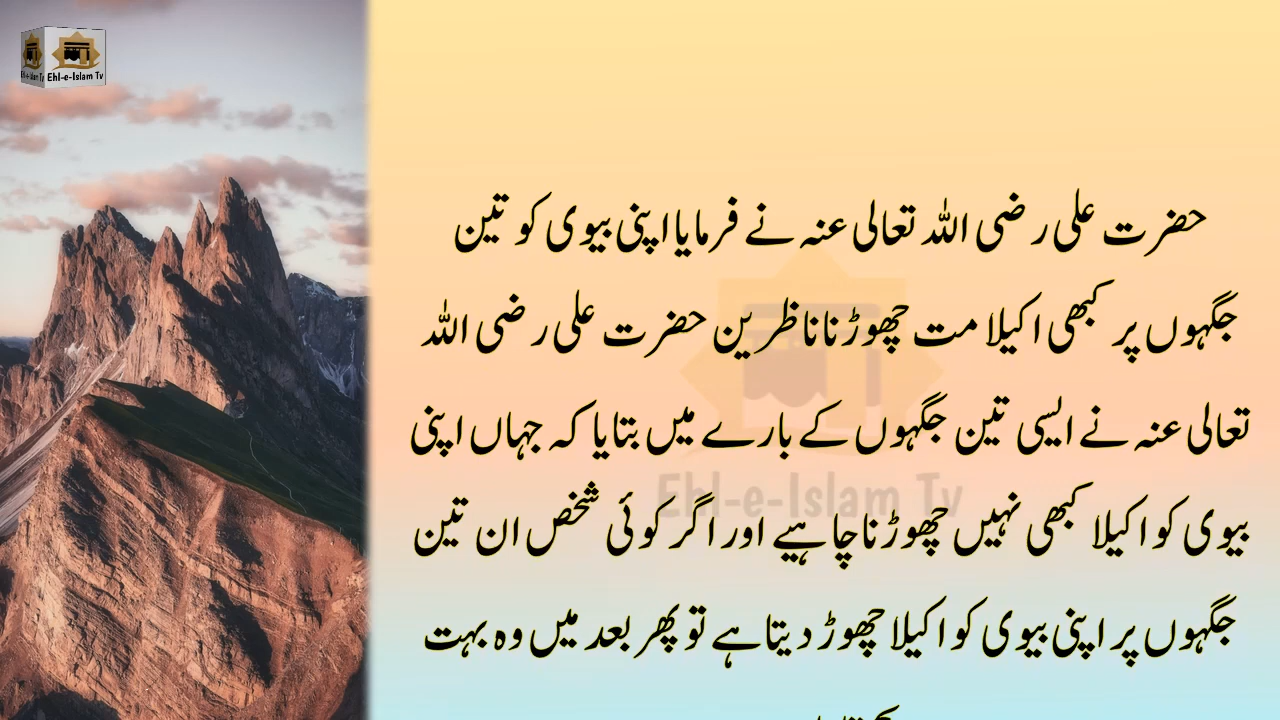 Ehl-e-Islam Tv
حضرت علی رضی اللہ تعالی عنہ نے فرمایا اپنی بیوی کو تین
جگہوں پر کبھی اکیلا مت چھوڑنا ناظرین حضرت علی رضی اللہ
تعالی عنہ نے ایسی تین جگہوں کے بارے میں بتایا کہ جہاں اپنی
بیوی کو اکیلا کبھی نہیں چھوڑنا چاہیے اور اگر کوئی شخص ان تین
جگہوں پر اپنی بیوی کو اکیلا چھوڑ دیتا ہے تو پھر بعد میں وہ بہت
Ehl-e-Islam Tv